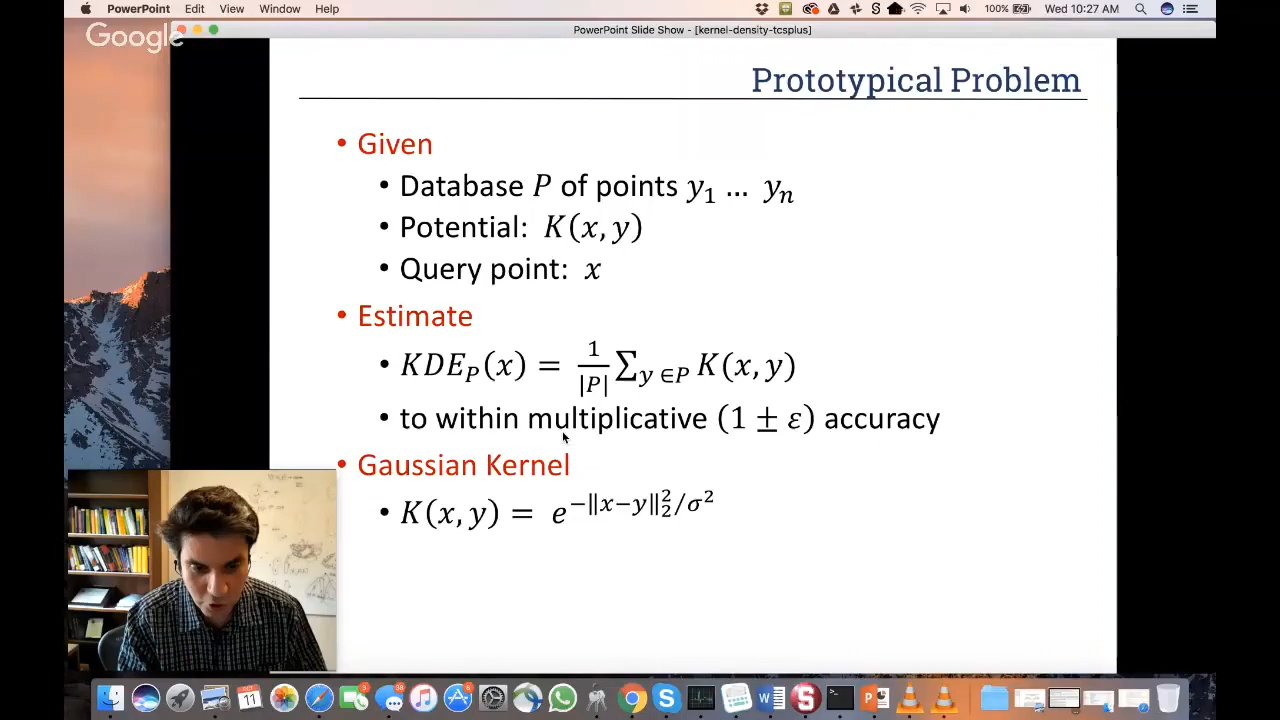 PowerPoint Edit View Window Help 100% Wed 10:27 AM
Google
PowerPoint Slide Show - [kernel-density-tcsplus]
Prototypical Problem
• Given
• Database P of points y₁ … yₙ
• Potential: K(x, y)
• Query point: x
• Estimate
• KDE_P(x) = 1/|P| ∑_{y ∈P} K(x, y)
• to within multiplicative (1 ± ε) accuracy
• Gaussian Kernel
• K(x, y) = e^{−‖x−y‖₂²/σ²}